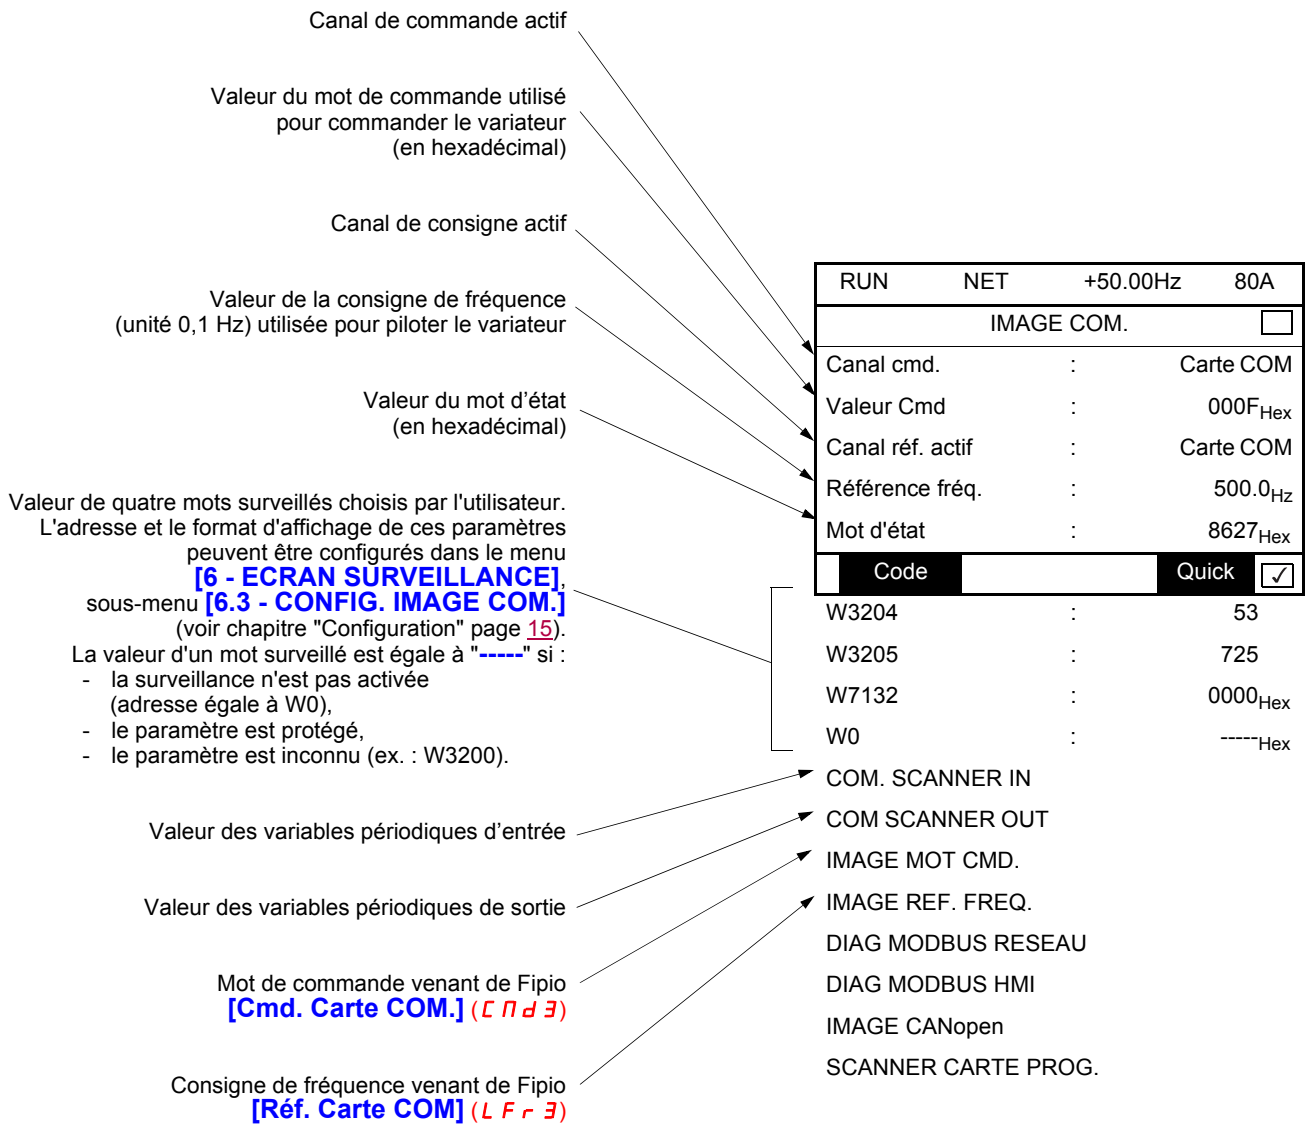 Canal de commande actif
Valeur du mot de commande utilisé
pour commander le variateur
(en hexadécimal)
Canal de consigne actif
Valeur de la consigne de fréquence
(unité 0,1 Hz) utilisée pour piloter le variateur
Valeur du mot d’état
(en hexadécimal)
Valeur de quatre mots surveillés choisis par l'utilisateur.
L'adresse et le format d'affichage de ces paramètres
peuvent être configurés dans le menu
[6 - ECRAN SURVEILLANCE],
sous-menu [6.3 - CONFIG. IMAGE COM.]
(voir chapitre "Configuration" page 15).
La valeur d'un mot surveillé est égale à "-----" si :
- la surveillance n'est pas activée
(adresse égale à W0),
- le paramètre est protégé,
- le paramètre est inconnu (ex. : W3200).
Valeur des variables périodiques d’entrée
Valeur des variables périodiques de sortie
Mot de commande venant de Fipio
[Cmd. Carte COM.] (CMd3)
Consigne de fréquence venant de Fipio
[Réf. Carte COM] (LFr3)
RUN NET +50.00Hz 80A
IMAGE COM.
Canal cmd. : Carte COM
Valeur Cmd : 000FHex
Canal réf. actif : Carte COM
Référence fréq. : 500.0Hz
Mot d'état : 8627Hex
Code Quick ✓
W3204 : 53
W3205 : 725
W7132 : 0000Hex
W0 : -----Hex
COM. SCANNER IN
COM SCANNER OUT
IMAGE MOT CMD.
IMAGE REF. FREQ.
DIAG MODBUS RESEAU
DIAG MODBUS HMI
IMAGE CANopen
SCANNER CARTE PROG.